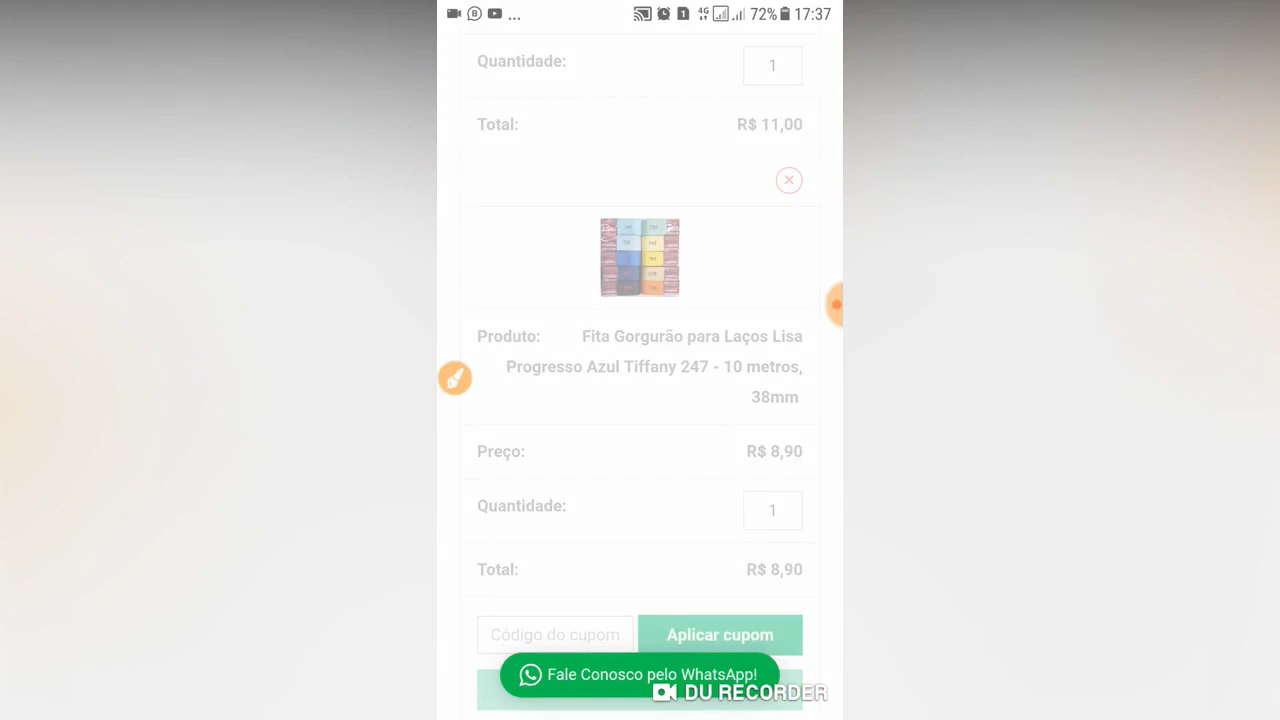 ... 1 4G 72% 17:37
Quantidade: 1
Total: R$ 11,00
Produto: Fita Gorgurão para Laços Lisa
Progresso Azul Tiffany 247 - 10 metros,
38mm
Preço: R$ 8,90
Quantidade: 1
Total: R$ 8,90
Código do cupom Aplicar cupom
Fale Conosco pelo WhatsApp!
DU RECORDER